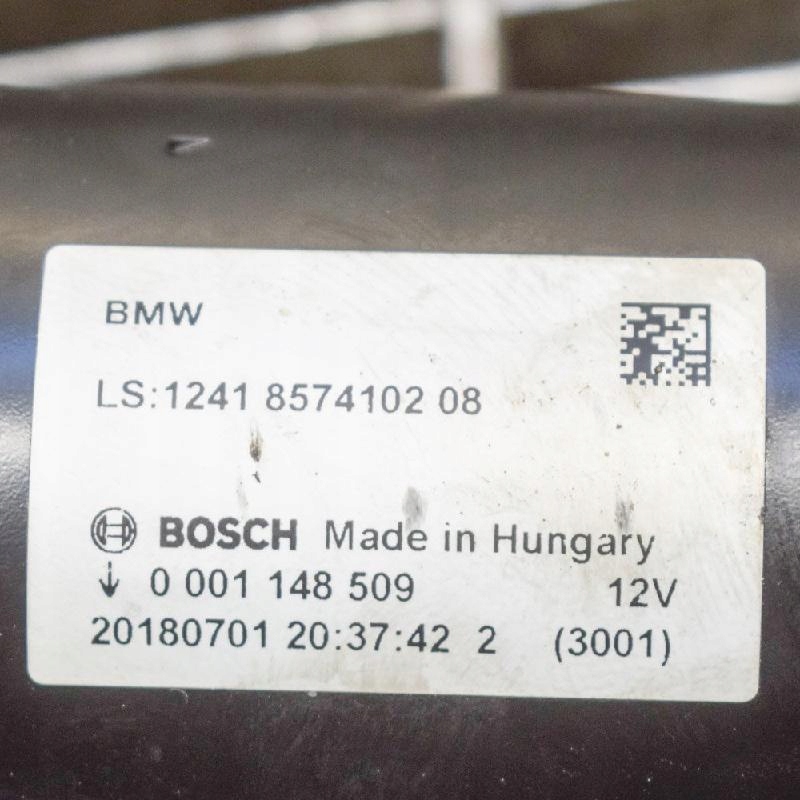 BMW
LS:1241 8574102 08
BOSCH Made in Hungary
↓ 0 001 148 509 12V
20180701 20:37:42 2 (3001)